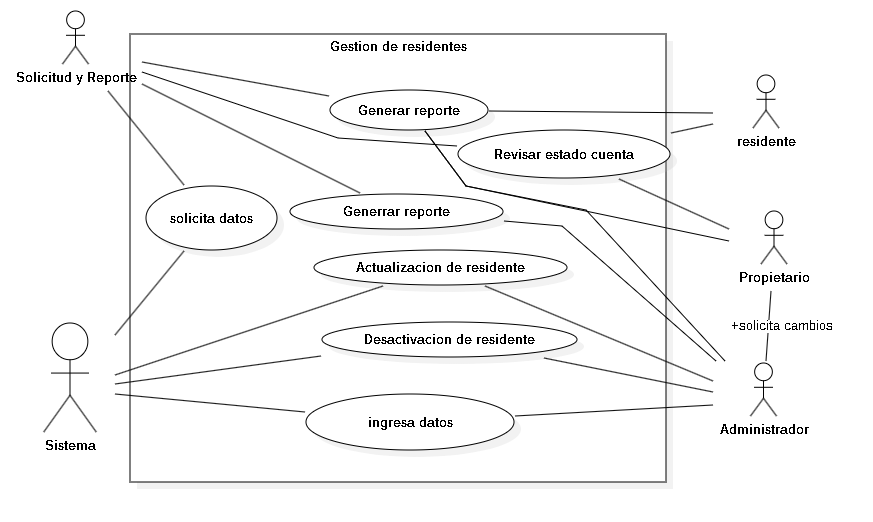 Gestion de residentes
Solicitud y Reporte
Generar reporte
residente
Revisar estado cuenta
Generrar reporte
solicita datos
Actualizacion de residente
Propietario
+solicita cambios
Desactivacion de residente
ingresa datos
Administrador
Sistema